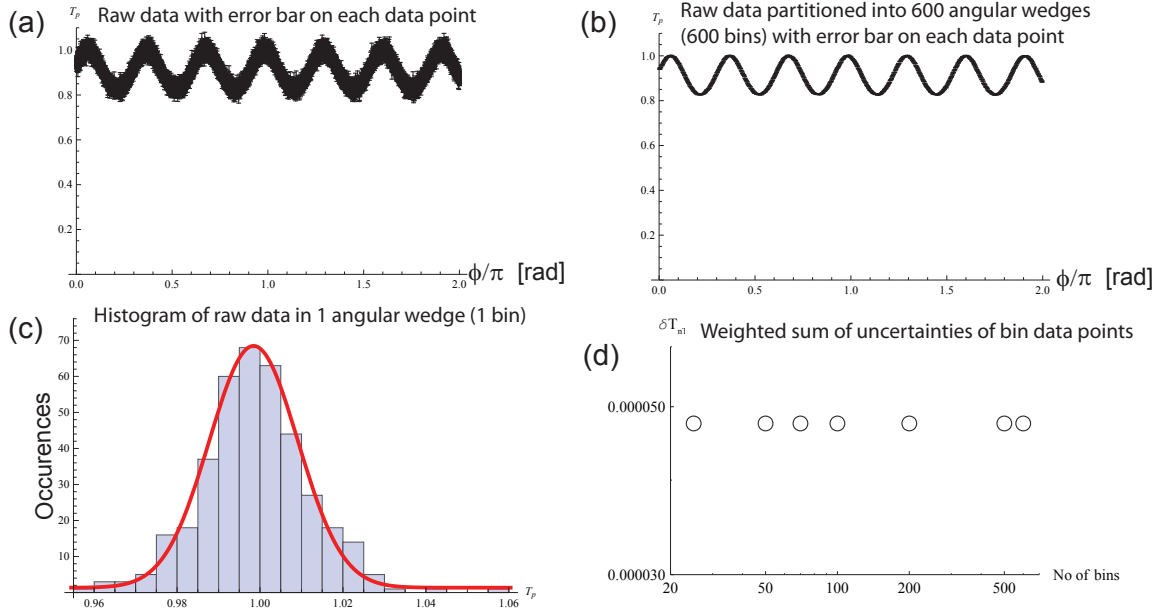 (a)
T_p Raw data with error bar on each data point
1.0
0.8
0.6
0.4
0.2
0.0 0.5 1.0 1.5 2.0
ϕ/π [rad]
(b)
T_p Raw data partitioned into 600 angular wedges
(600 bins) with error bar on each data point
1.0
0.8
0.6
0.4
0.2
0.0 0.5 1.0 1.5 2.0
ϕ/π [rad]
(c)
Histogram of raw data in 1 angular wedge (1 bin)
Occurences
70
60
50
40
30
20
10
0.96 0.98 1.00 1.02 1.04 1.06
T_p
(d)
Weighted sum of uncertainties of bin data points
0.000050
0.000030
20 50 100 200 500
No of bins